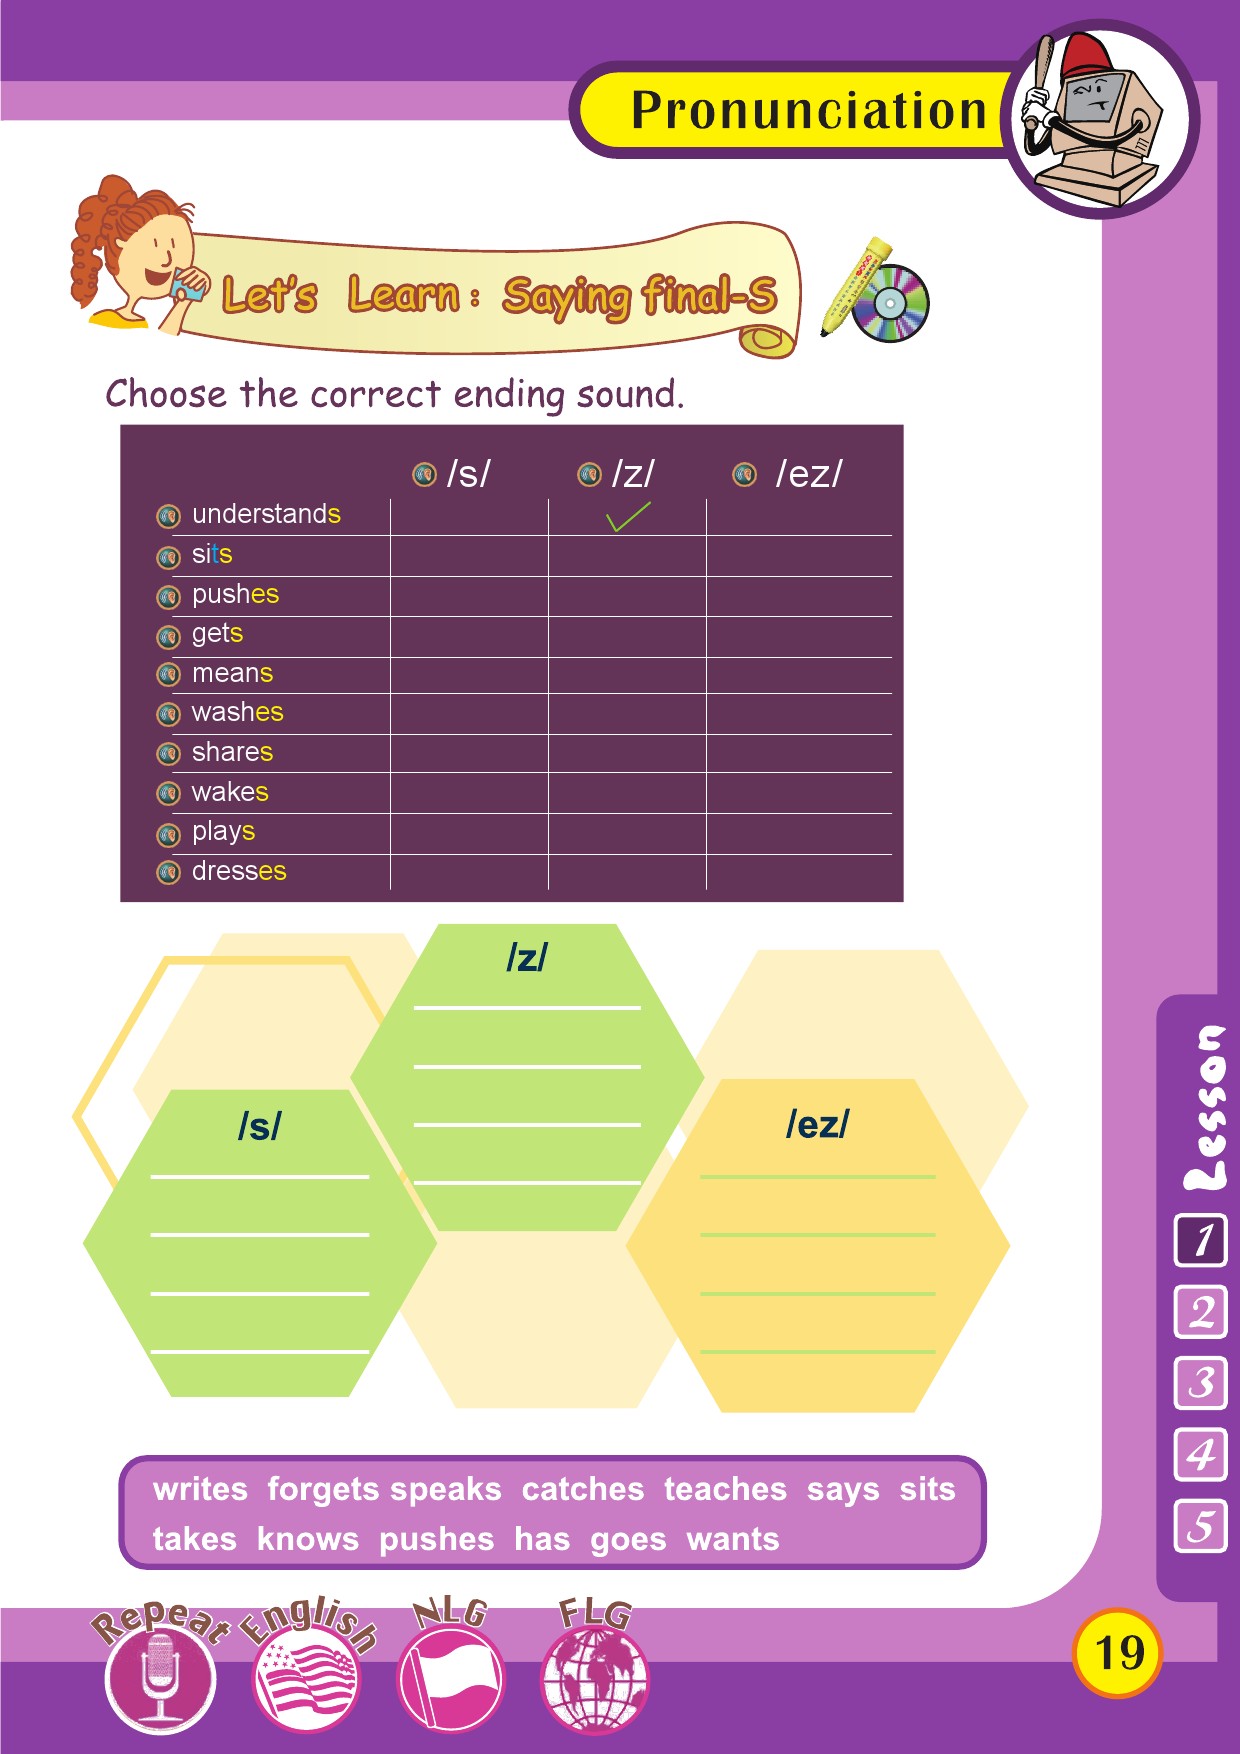 Pronunciation
Let's Learn : Saying final-S
Choose the correct ending sound.
/s/ /z/ /ez/
understands
sits
pushes
gets
means
washes
shares
wakes
plays
dresses
/z/
/s/
/ez/
writes forgets speaks catches teaches says sits
takes knows pushes has goes wants
Lesson
1
2
3
4
5
Repeat English NLG FLG
19